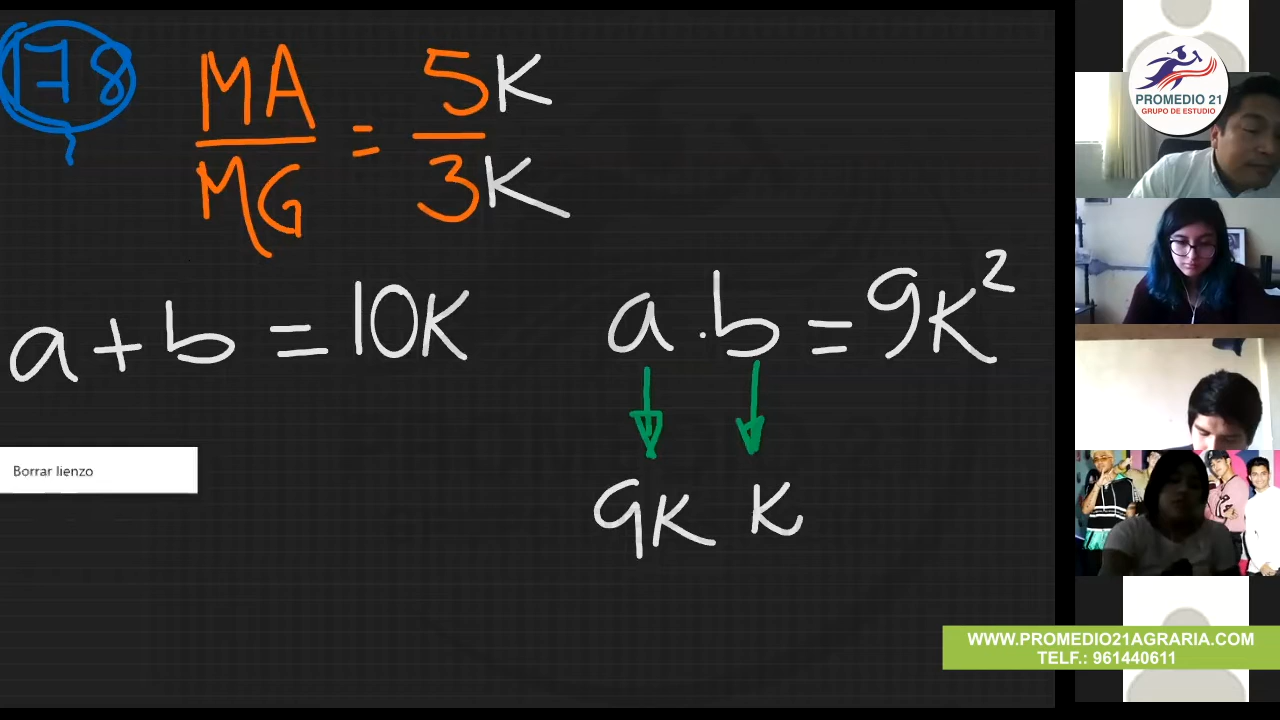 178
MA/MG = 5K/3K
a+b=10K
a.b=9K²
9K K
Borrar lienzo
PROMEDIO 21
GRUPO DE ESTUDIO
WWW.PROMEDIO21AGRARIA.COM
TELF.: 961440611